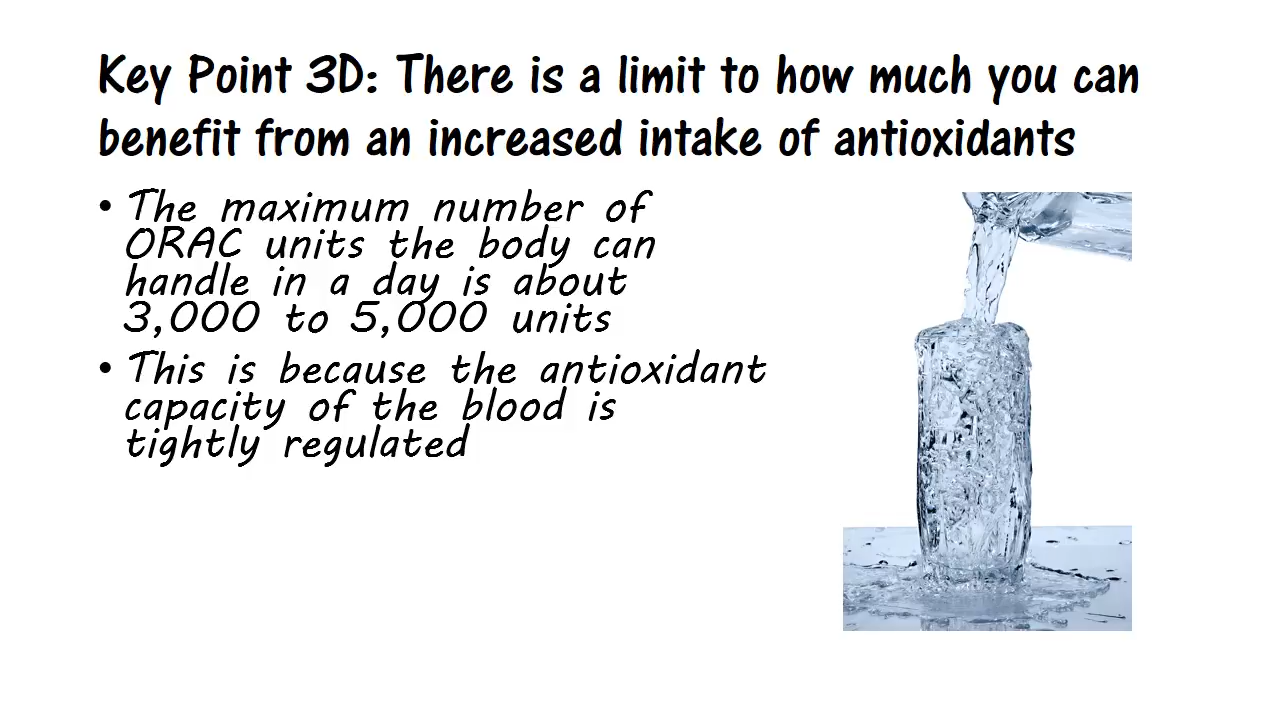 Key Point 3D: There is a limit to how much you can
benefit from an increased intake of antioxidants
• The maximum number of
ORAC units the body can
handle in a day is about
3,000 to 5,000 units
• This is because the antioxidant
capacity of the blood is
tightly regulated